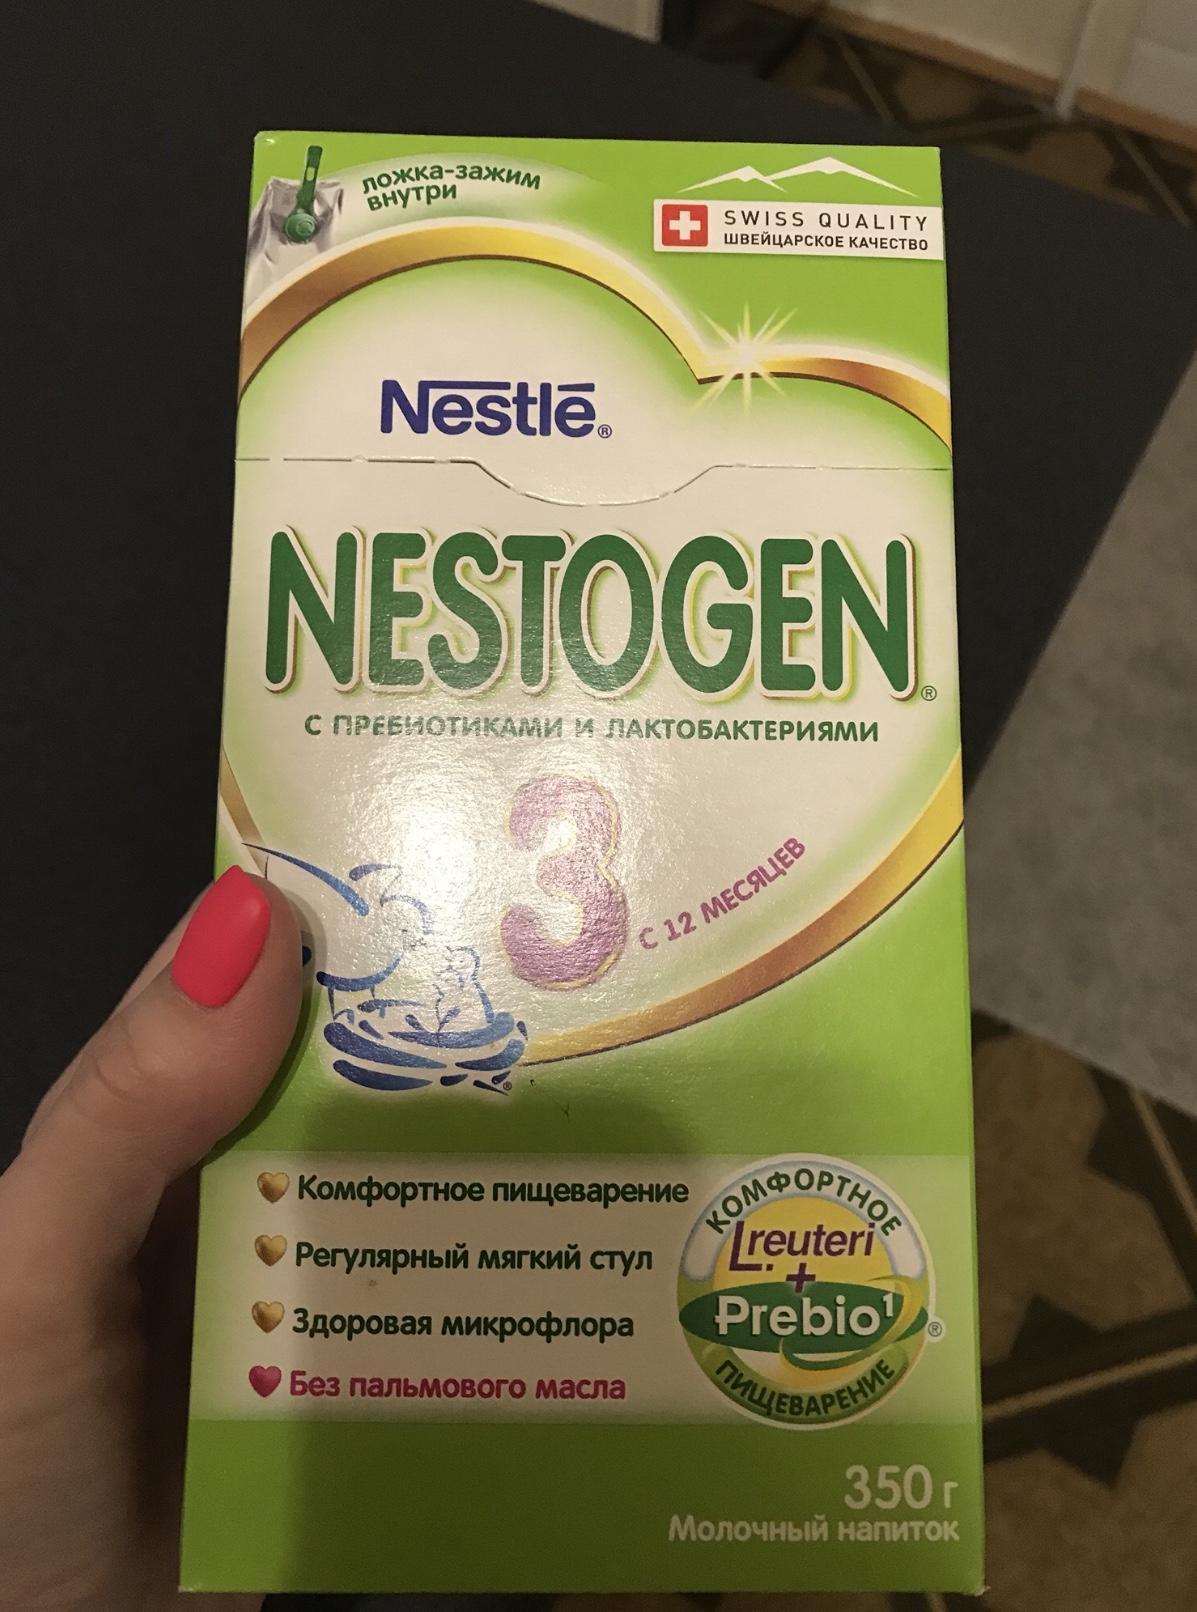 ложка-зажим
внутри
SWISS QUALITY
ШВЕЙЦАРСКОЕ КАЧЕСТВО
Nestlé®
NESTOGEN®
С ПРЕБИОТИКАМИ И ЛАКТОБАКТЕРИЯМИ
3
С 12 МЕСЯЦЕВ
®
Комфортное пищеварение
Регулярный мягкий стул
Здоровая микрофлора
Без пальмового масла
КОМФОРТНОЕ
L.reuteri
+
Prebio¹®
ПИЩЕВАРЕНИЕ
350 г
Молочный напиток